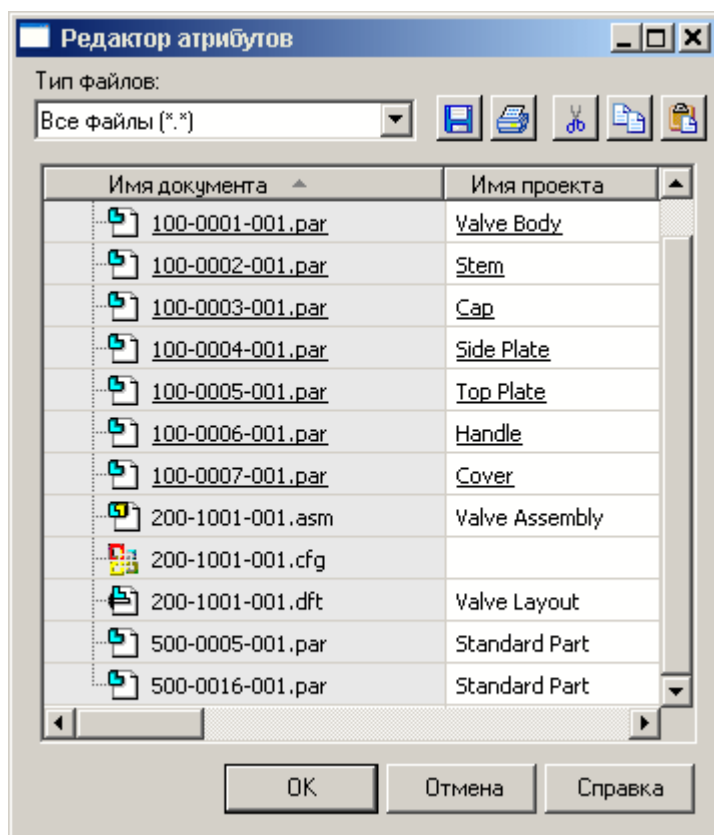 Редактор атрибутов
Тип файлов:
Все файлы (*.*)
Имя документа Имя проекта
100-0001-001.par Valve Body
100-0002-001.par Stem
100-0003-001.par Cap
100-0004-001.par Side Plate
100-0005-001.par Top Plate
100-0006-001.par Handle
100-0007-001.par Cover
200-1001-001.asm Valve Assembly
200-1001-001.cfg
200-1001-001.dft Valve Layout
500-0005-001.par Standard Part
500-0016-001.par Standard Part
OK Отмена Справка